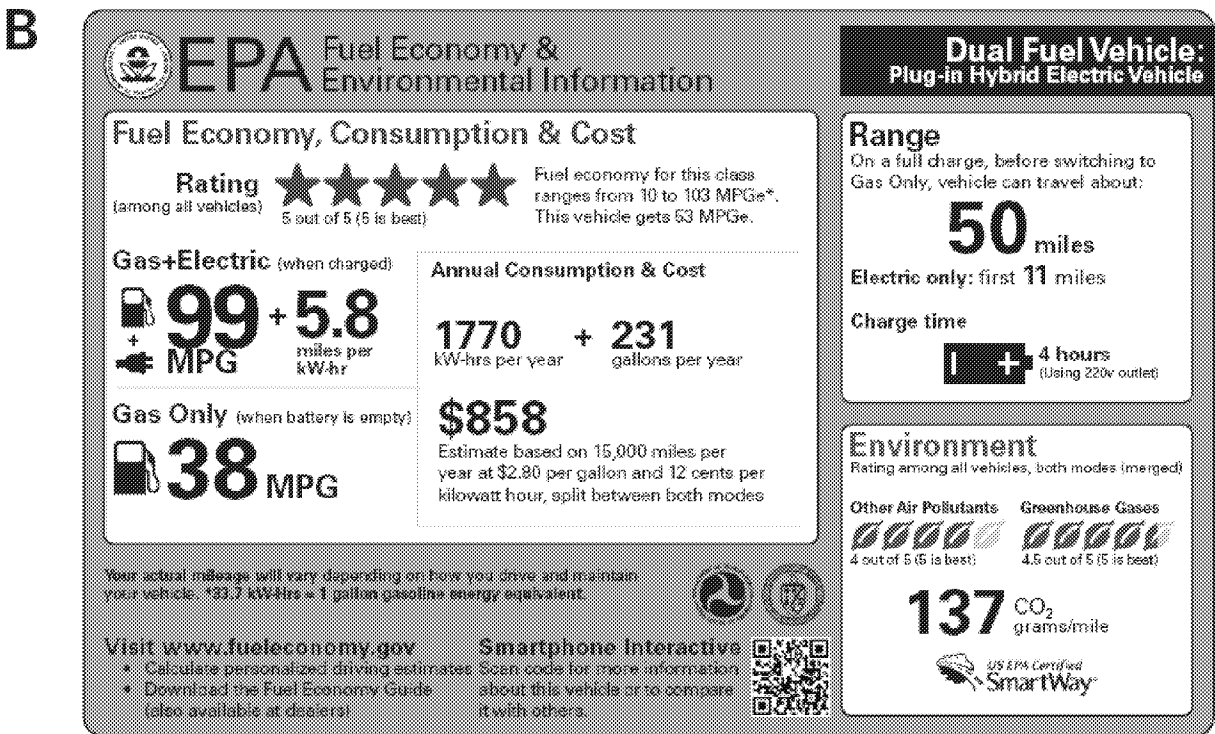 B
EPA Fuel Economy &
Environmental Information
Dual Fuel Vehicle:
Plug-in Hybrid Electric Vehicle
Fuel Economy, Consumption & Cost
Rating
(among all vehicles)
5 out of 5 (5 is best)
Fuel economy for this class
ranges from 10 to 103 MPGe*.
This vehicle gets 53 MPGe.
Gas+Electric (when charged)
99 + 5.8
+
MPG
miles per
kW-hr
Gas Only (when battery is empty)
38 MPG
Annual Consumption & Cost
1770 + 231
kW-hrs per year gallons per year
$858
Estimate based on 15,000 miles per
year at $2.80 per gallon and 12 cents per
kilowatt hour, split between both modes
Range
On a full charge, before switching to
Gas Only, vehicle can travel about:
50 miles
Electric only: first 11 miles
Charge time
4 hours
(Using 220v outlet)
Environment
Rating among all vehicles, both modes (merged)
Other Air Pollutants
4 out of 5 (5 is best)
Greenhouse Gases
4.5 out of 5 (5 is best)
137 CO2
grams/mile
US EPA Certified
SmartWay
Your actual mileage will vary depending on how you drive and maintain
your vehicle. *33.7 kW-Hrs = 1 gallon gasoline energy equivalent.
Visit www.fueleconomy.gov
• Calculate personalized driving estimates
• Download the Fuel Economy Guide
(also available at dealers)
Smartphone Interactive
Scan code for more information
about this vehicle or to compare
it with others.